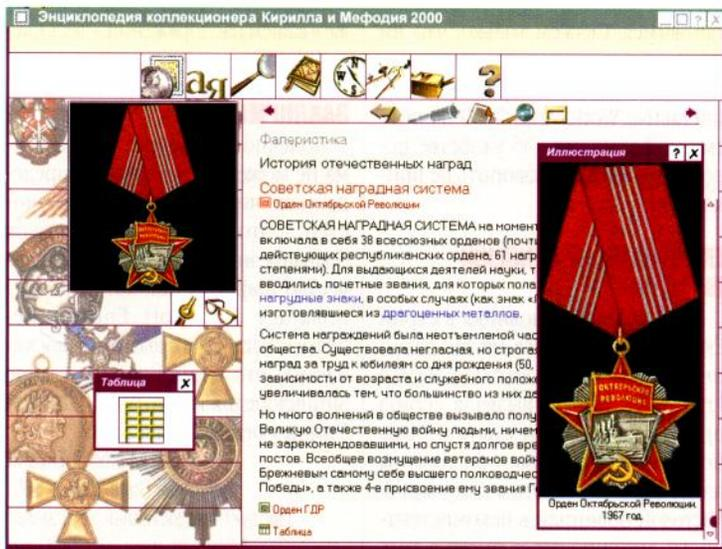 Энциклопедия коллекционера Кирилла и Мефодия 2000
Фалеристика
История отечественных наград
Советская наградная система
Орден Октябрьской Революции
СОВЕТСКАЯ НАГРАДНАЯ СИСТЕМА на момент
включала в себя 38 всесоюзных орденов (почти
действующих республиканских ордена, 61 нагр
степенями). Для выдающихся деятелей науки, т
вводились почетные звания, для которых пола
нагрудные знаки, в особых случаях (как знак «Л
изготовлявшиеся из драгоценных металлов.
Система награждений была неотъемлемой час
общества. Существовала негласная, но строгая
наград за труд к юбилеям со дня рождения (50,
зависимости от возраста и служебного положе
увеличивалась тем, что большинство из них да
Но много волнений в обществе вызывало полу
Великую Отечественную войну людьми, ничем
не зарекомендовавшими, но спустя долгое вре
постов. Всеобщее возмущение ветеранов войн
Брежневым самому себе высшего полководчес
Победы», а также 4-е присвоение ему звания Ге
Орден ГДР
Таблица
Таблица
Иллюстрация
ОКТЯБРЬСКАЯ
РЕВОЛЮЦИЯ
Орден Октябрьской Революции.
1967 год.